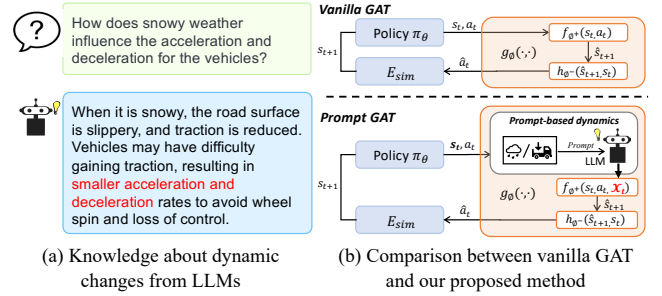 How does snowy weather
influence the acceleration and
deceleration for the vehicles?
When it is snowy, the road surface
is slippery, and traction is reduced.
Vehicles may have difficulty
gaining traction, resulting in
smaller acceleration and
deceleration rates to avoid wheel
spin and loss of control.
(a) Knowledge about dynamic
changes from LLMs
Vanilla GAT
Policy π_θ
s_t, a_t
s_{t+1}
E_{sim}
â_t
g_∅(·,·)
f_{∅⁺}(s_t, a_t)
ŝ_{t+1}
h_{∅⁻}(ŝ_{t+1}, s_t)
Prompt GAT
Policy π_θ
s_t, a_t
s_{t+1}
E_{sim}
â_t
Prompt-based dynamics
Prompt
LLM
g_∅(·,·)
f_{∅⁺}(s_t, a_t, x_t)
ŝ_{t+1}
h_{∅⁻}(ŝ_{t+1}, s_t)
(b) Comparison between vanilla GAT
and our proposed method